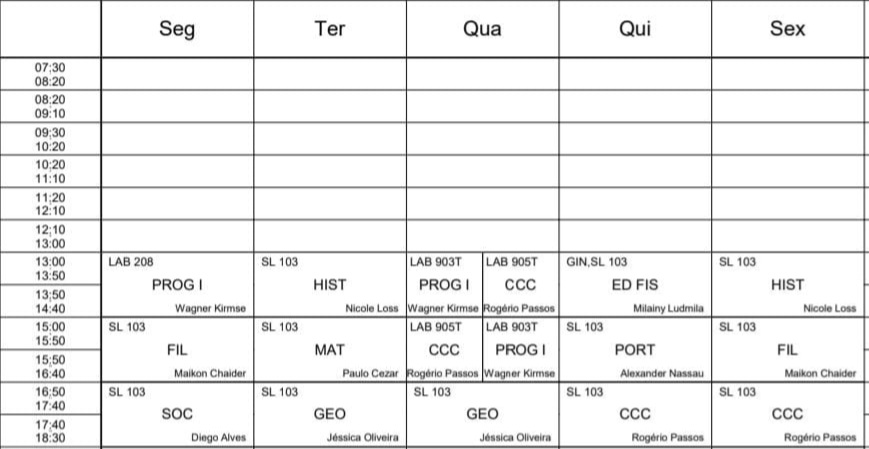 Seg Ter Qua Qui Sex
07:30
08:20
08:20
09:10
09:30
10:20
10:20
11:10
11:20
12:10
12:10
13:00
13:00
13:50
LAB 208 SL 103 LAB 903T LAB 905T GIN,SL 103 SL 103
PROG I HIST PROG I CCC ED FIS HIST
13:50
14:40
Wagner Kirmse Nicole Loss Wagner Kirmse Rogério Passos Milainy Ludmila Nicole Loss
15:00
15:50
SL 103 SL 103 LAB 905T LAB 903T SL 103 SL 103
FIL MAT CCC PROG I PORT FIL
15:50
16:40
Maikon Chaider Paulo Cezar Rogério Passos Wagner Kirmse Alexander Nassau Maikon Chaider
16:50
17:40
SL 103 SL 103 SL 103 SL 103 SL 103
SOC GEO GEO CCC CCC
17:40
18:30
Diego Alves Jéssica Oliveira Jéssica Oliveira Rogério Passos Rogério Passos